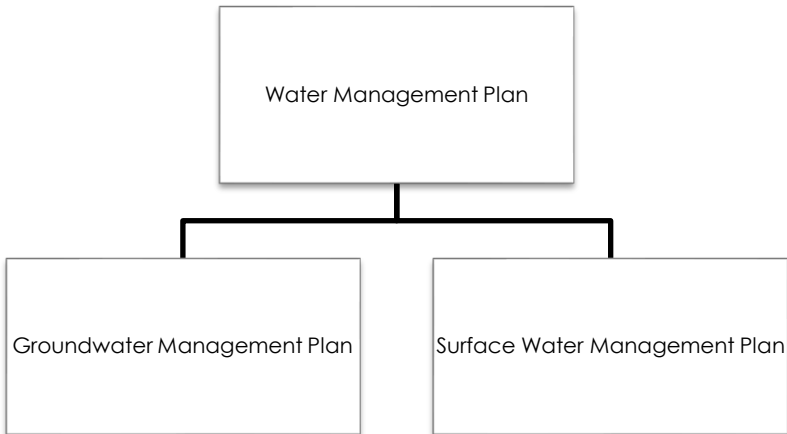 Water Management Plan
Groundwater Management Plan
Surface Water Management Plan